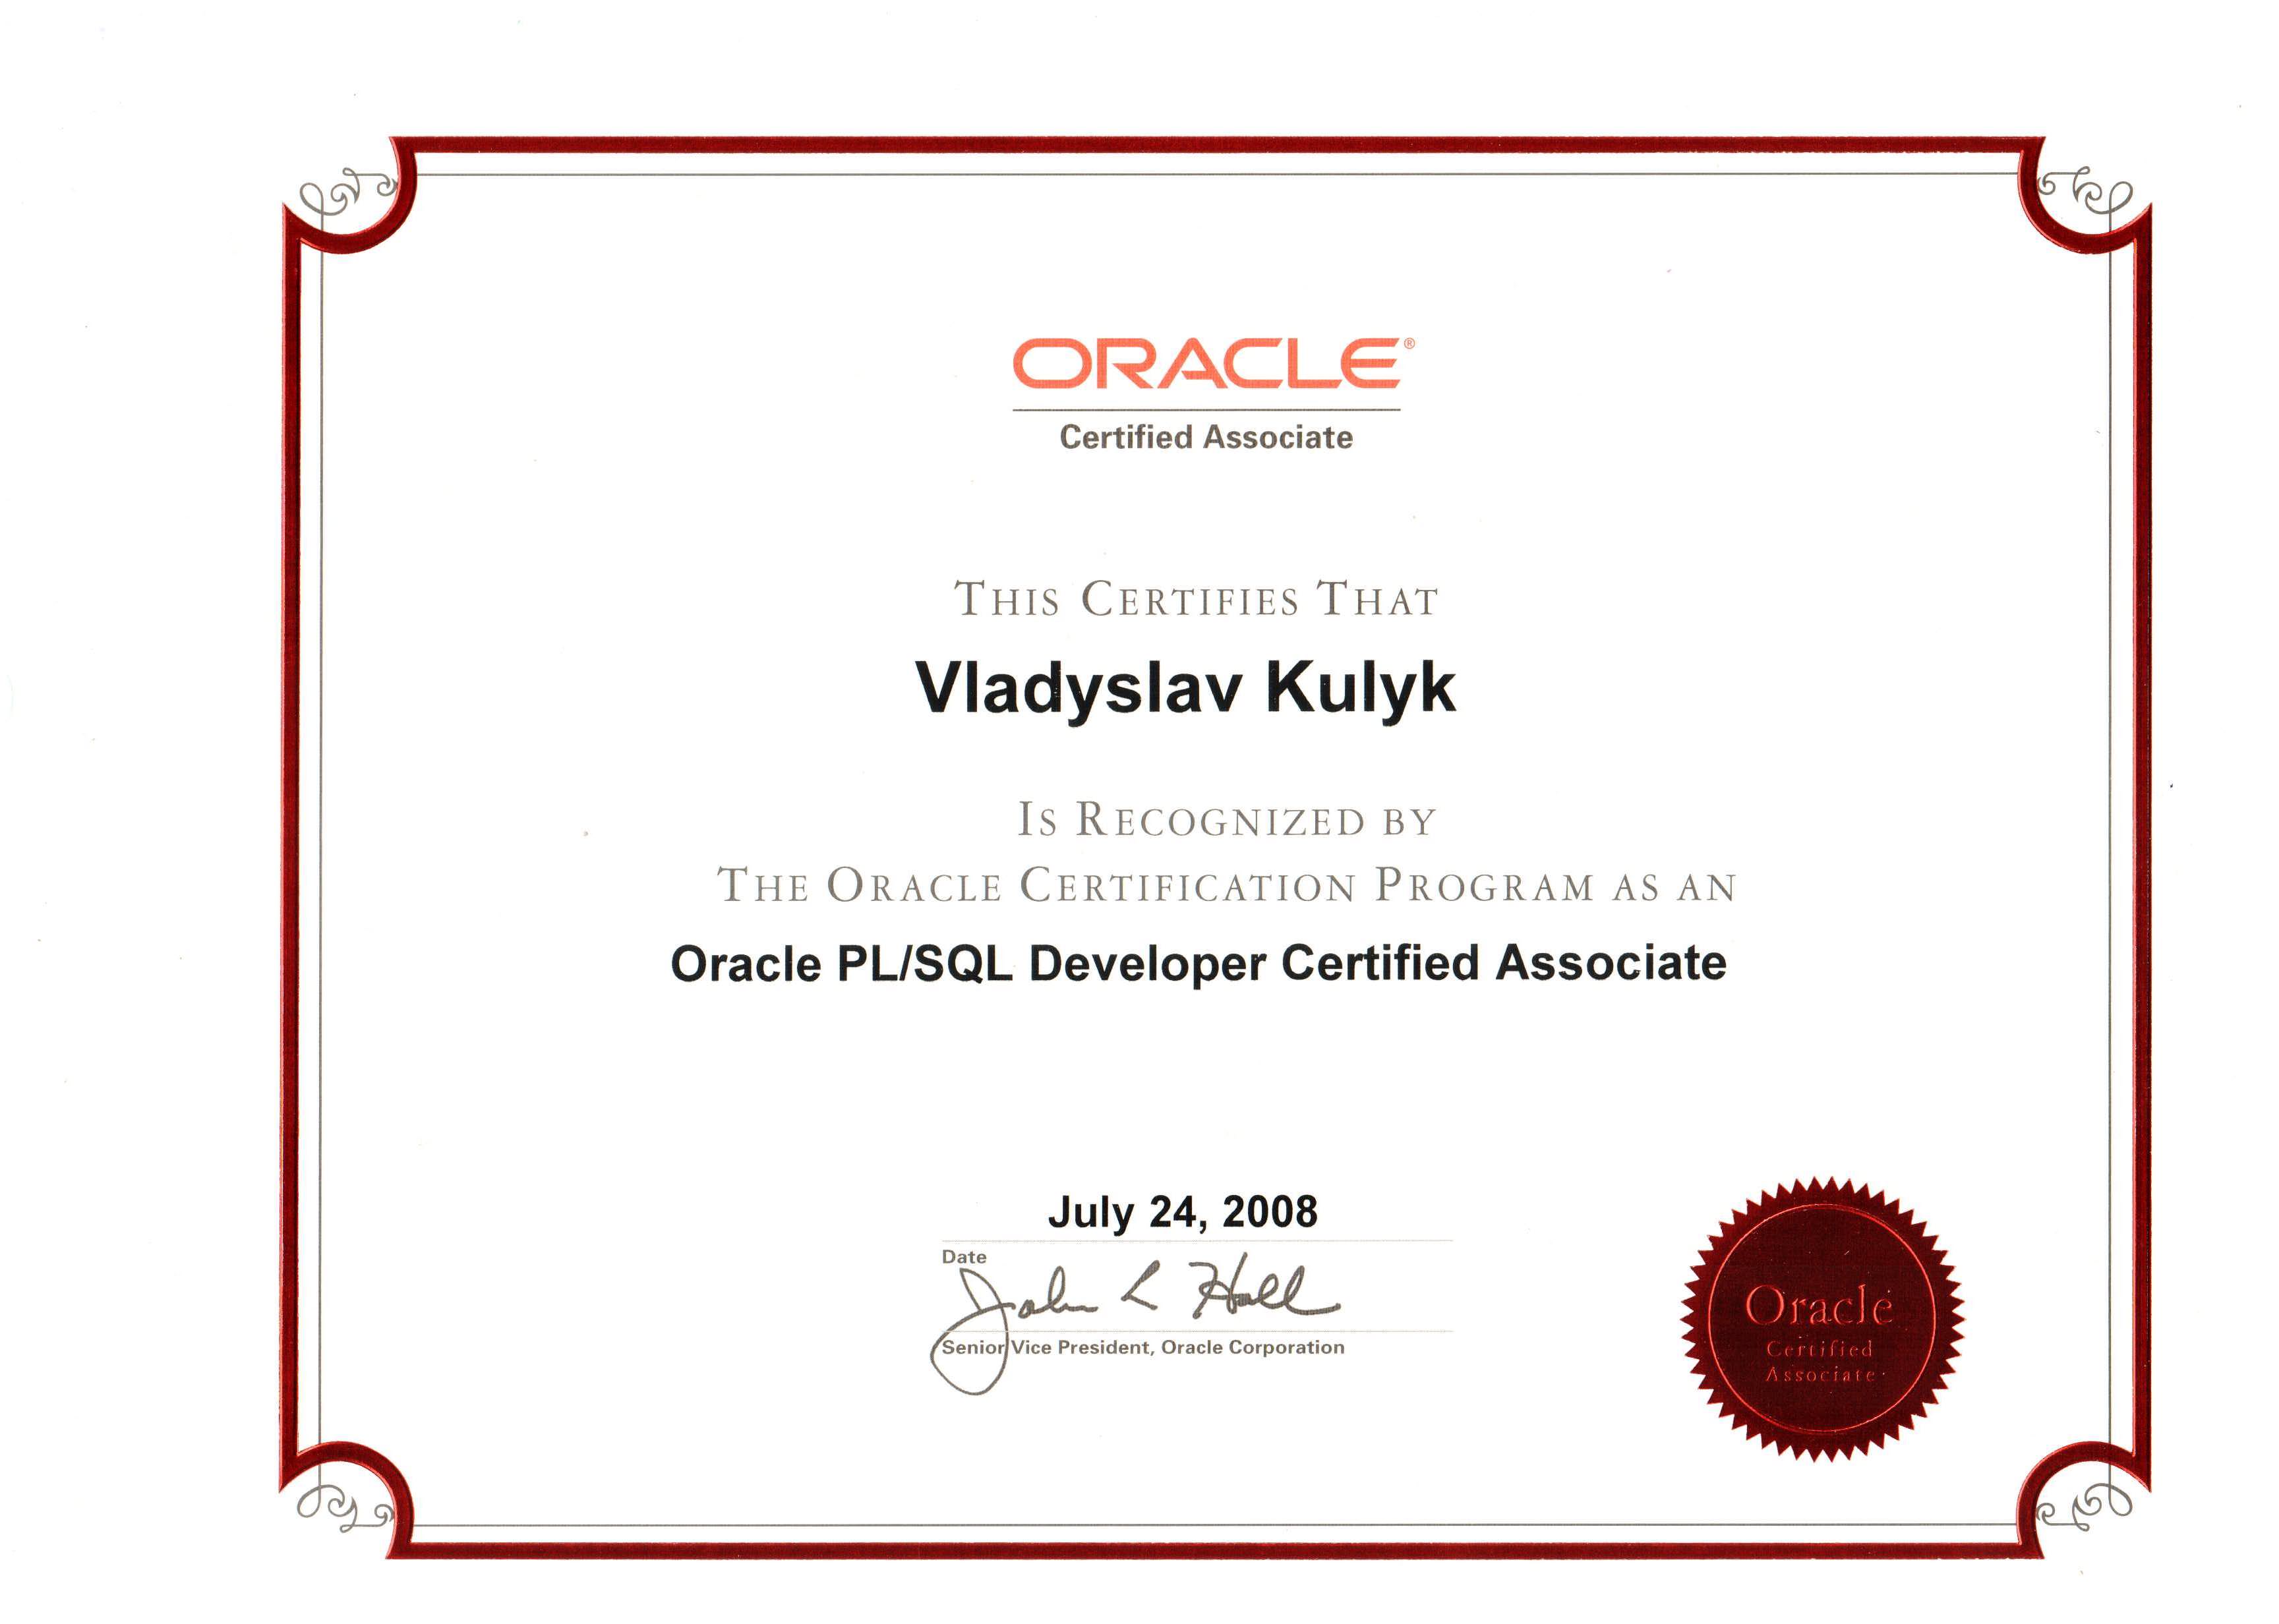 ORACLE®
Certified Associate
THIS CERTIFIES THAT
Vladyslav Kulyk
IS RECOGNIZED BY
THE ORACLE CERTIFICATION PROGRAM AS AN
Oracle PL/SQL Developer Certified Associate
July 24, 2008
Date
John L Hall
Senior Vice President, Oracle Corporation
Oracle
Certified
Associate